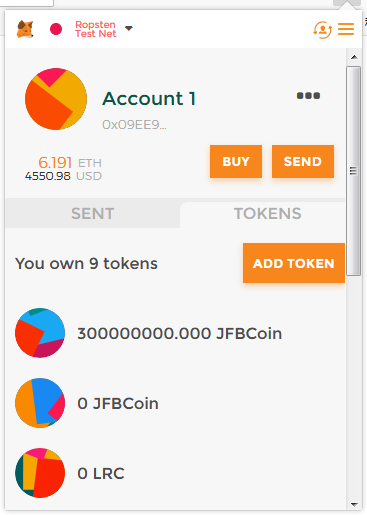 Ropsten
Test Net
Account 1
0x09EE9...
6.191 ETH
4550.98 USD
BUY
SEND
SENT
TOKENS
You own 9 tokens
ADD TOKEN
300000000.000 JFBCoin
0 JFBCoin
0 LRC